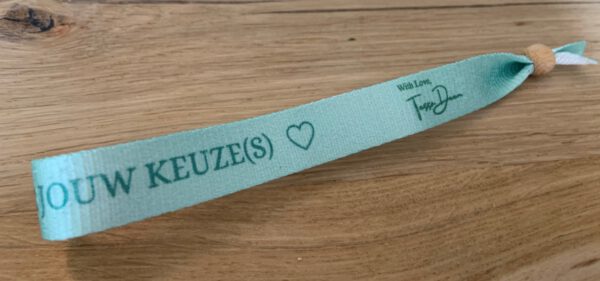 JOUW KEUZE(S)
With Love,